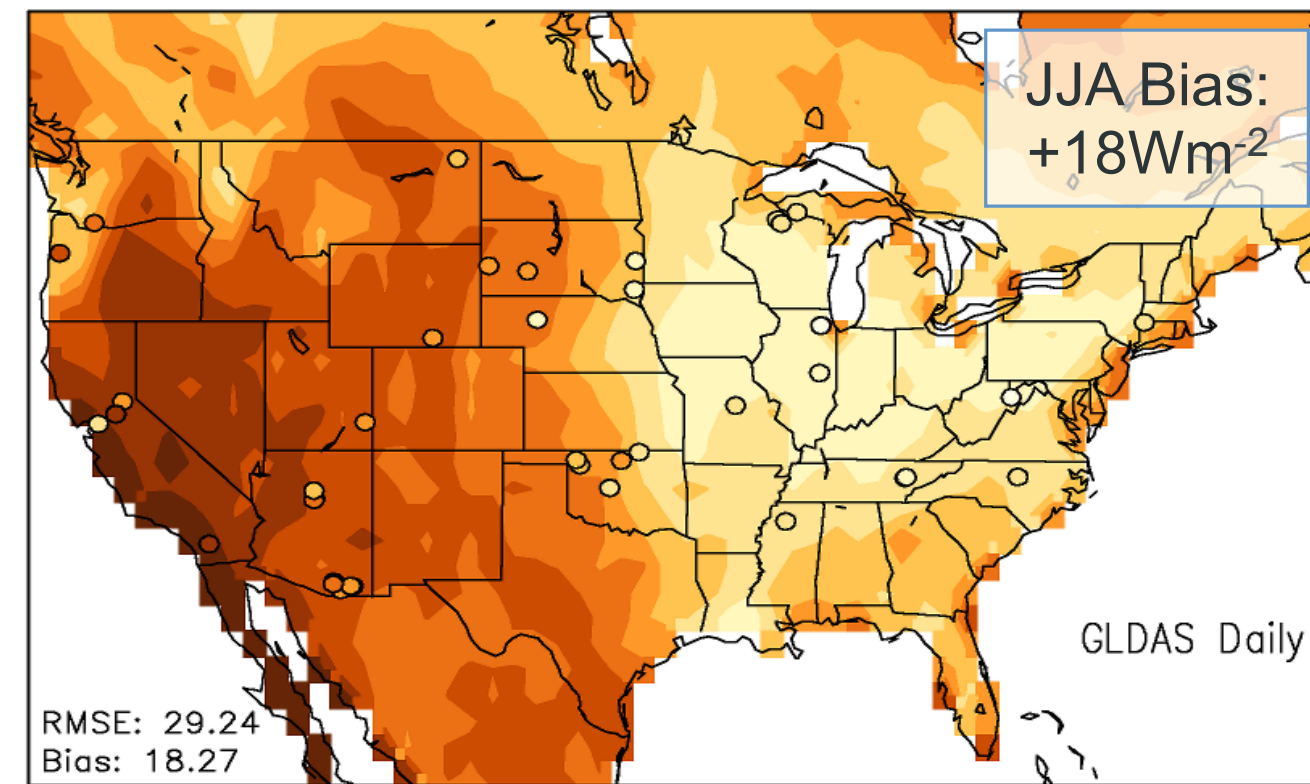 JJA Bias:
+18Wm⁻²
GLDAS Daily
RMSE: 29.24
Bias: 18.27